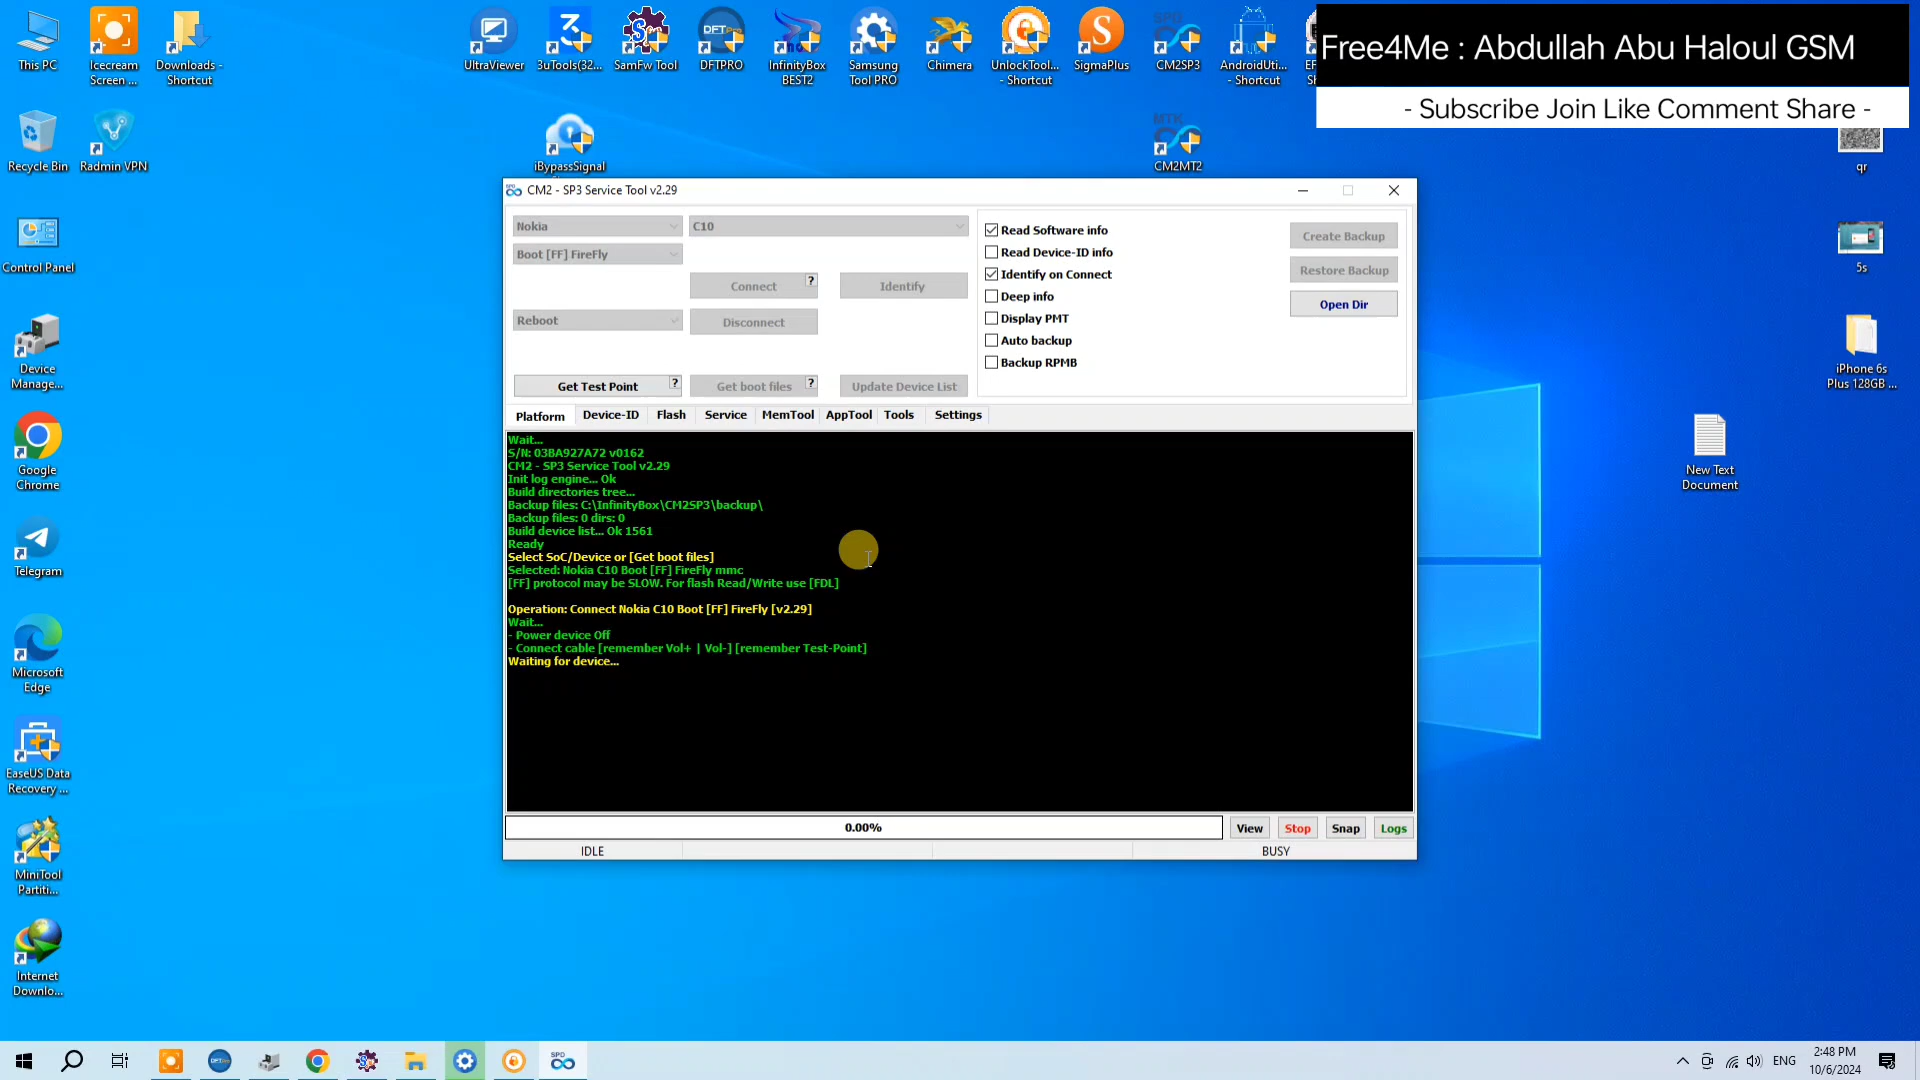 Free4Me : Abdullah Abu Haloul GSM
- Subscribe Join Like Comment Share -
This PC
Icecream
Screen ...
Downloads -
Shortcut
UltraViewer
3uTools(32...
SamFw Tool
DFTPRO
InfinityBox
BEST2
Samsung
Tool PRO
Chimera
UnlockTool...
- Shortcut
SigmaPlus
CM2SP3
AndroidUti...
- Shortcut
Recycle Bin
Radmin VPN
iBypassSignal
CM2MT2
qr
Control Panel
5s
Device
Manage...
iPhone 6s
Plus 128GB ...
Google
Chrome
New Text
Document
Telegram
Microsoft
Edge
EaseUS Data
Recovery ...
MiniTool
Partiti...
Internet
Downlo...
CM2 - SP3 Service Tool v2.29
Nokia
C10
Boot [FF] FireFly
Connect ?
Identify
Reboot
Disconnect
Get Test Point ?
Get boot files ?
Update Device List
Read Software info
Read Device-ID info
Identify on Connect
Deep info
Display PMT
Auto backup
Backup RPMB
Create Backup
Restore Backup
Open Dir
Platform Device-ID Flash Service MemTool AppTool Tools Settings
Wait...
S/N: 03BA927A72 v0162
CM2 - SP3 Service Tool v2.29
Init log engine... Ok
Build directories tree...
Backup files: C:\InfinityBox\CM2SP3\backup\
Backup files: 0 dirs: 0
Build device list... Ok 1561
Ready
Select SoC/Device or [Get boot files]
Selected: Nokia C10 Boot [FF] FireFly mmc
[FF] protocol may be SLOW. For flash Read/Write use [FDL]
Operation: Connect Nokia C10 Boot [FF] FireFly [v2.29]
Wait...
- Power device Off
- Connect cable [remember Vol+ | Vol-] [remember Test-Point]
Waiting for device...
0.00%
View Stop Snap Logs
IDLE BUSY
ENG
2:48 PM
10/6/2024